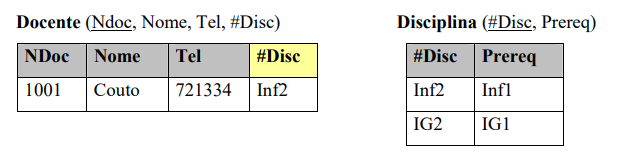 Docente (Ndoc, Nome, Tel, #Disc)
NDoc Nome Tel #Disc
1001 Couto 721334 Inf2
Disciplina (#Disc, Prereq)
#Disc Prereq
Inf2 Inf1
IG2 IG1